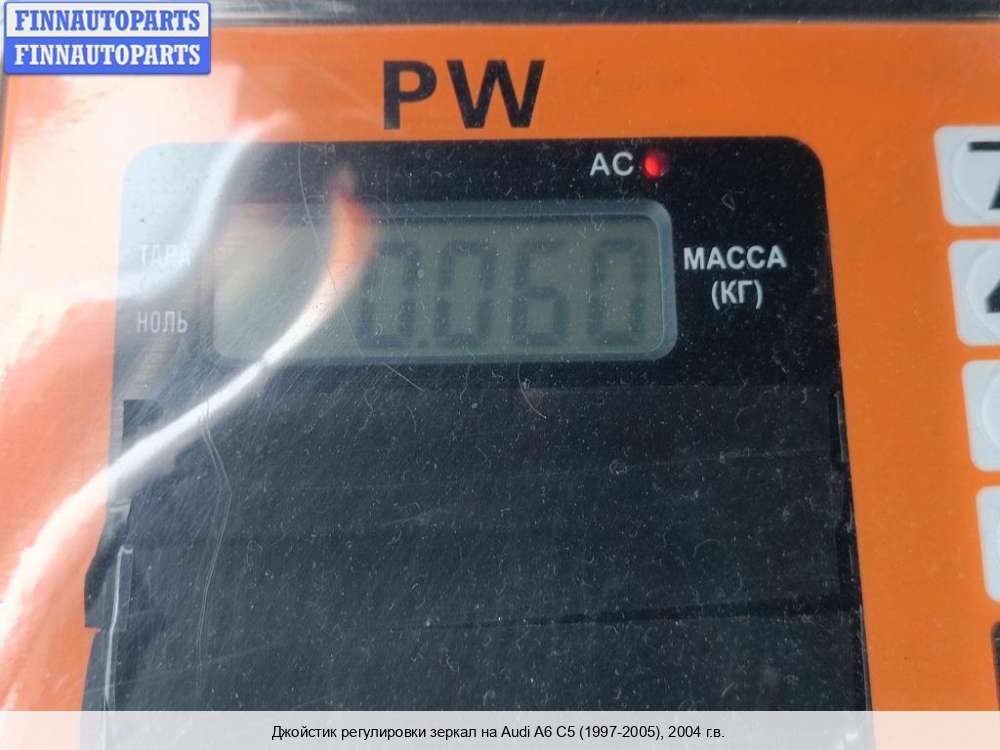 FINNAUTOPARTS
FINNAUTOPARTS
PW
AC
ТАРА
0.060
МАССА
(КГ)
НОЛЬ
Джойстик регулировки зеркал на Audi A6 C5 (1997-2005), 2004 г.в.